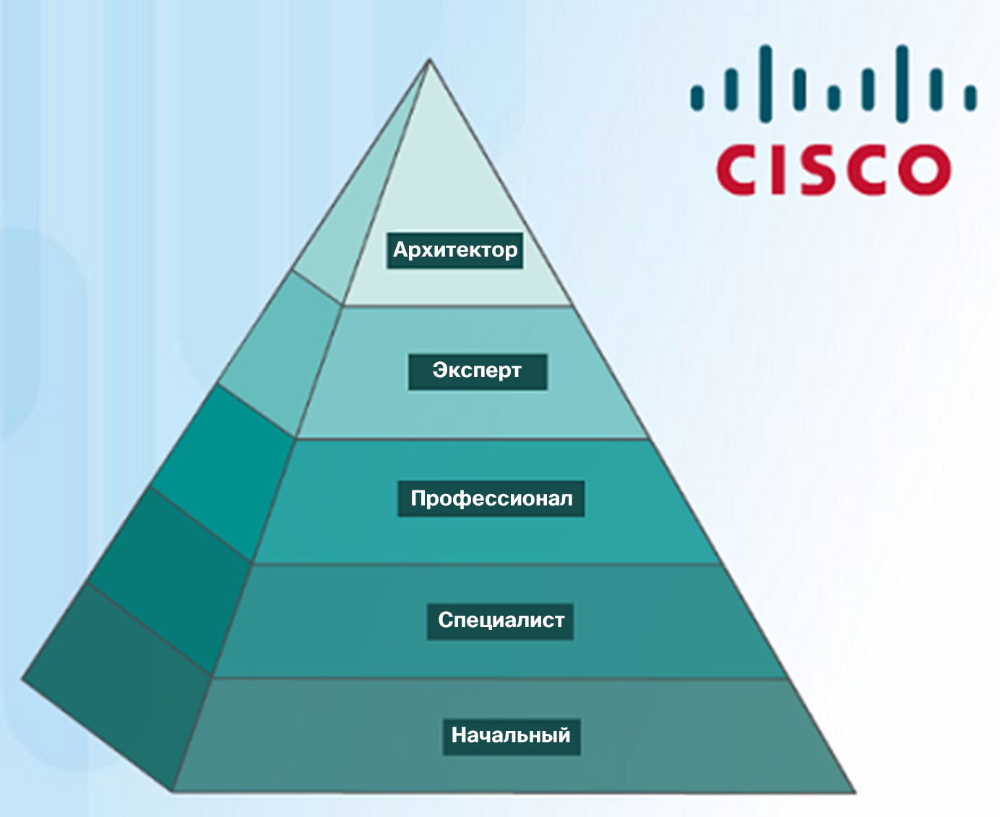 CISCO
Архитектор
Эксперт
Профессионал
Специалист
Начальный